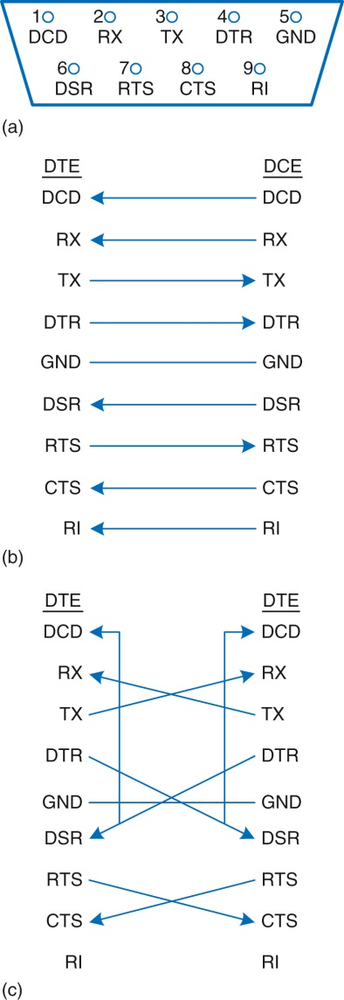 1 2 3 4 5
DCD RX TX DTR GND
6 7 8 9
DSR RTS CTS RI
(a)
DTE DCE
DCD DCD
RX RX
TX TX
DTR DTR
GND GND
DSR DSR
RTS RTS
CTS CTS
RI RI
(b)
DTE DTE
DCD DCD
RX RX
TX TX
DTR DTR
GND GND
DSR DSR
RTS RTS
CTS CTS
RI RI
(c)